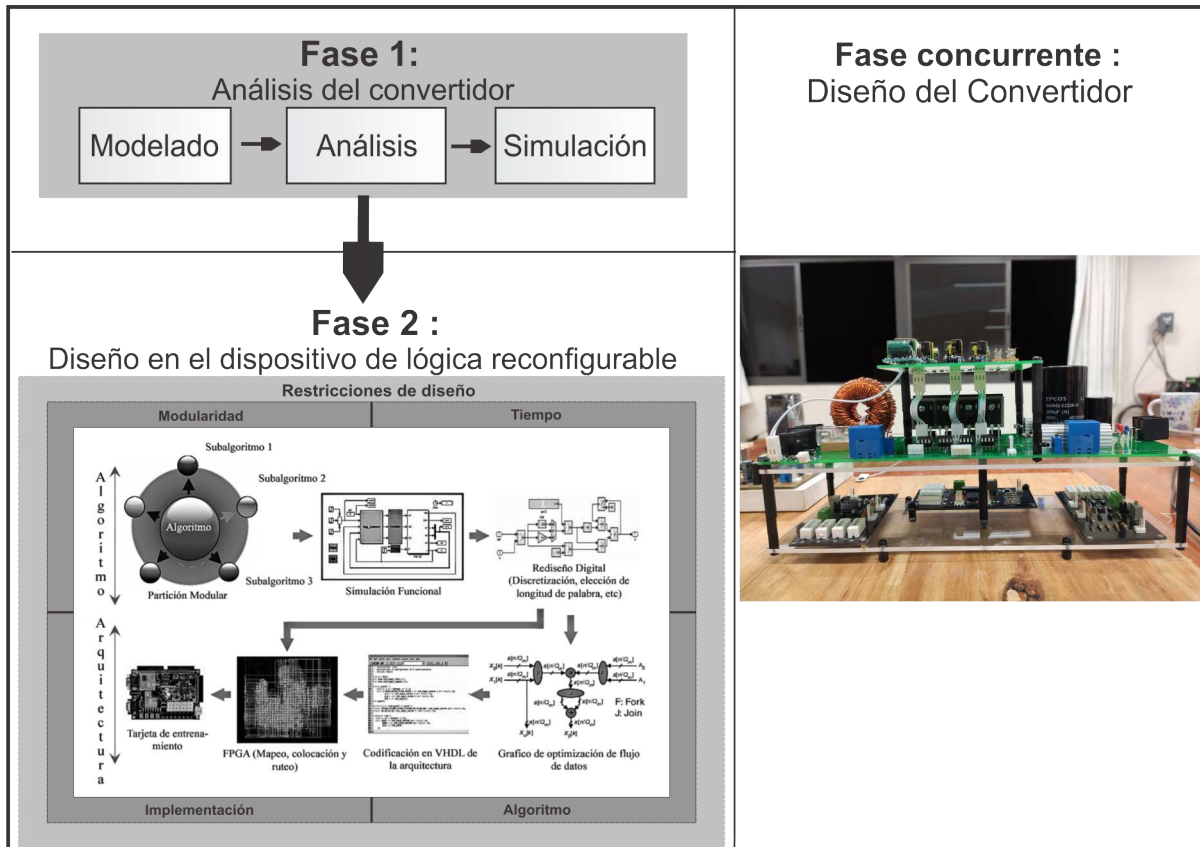 Fase 1:
Análisis del convertidor
Modelado
Análisis
Simulación
Fase concurrente :
Diseño del Convertidor
Fase 2 :
Diseño en el dispositivo de lógica reconfigurable
Restricciones de diseño
Modularidad
Tiempo
Algoritmo
Subalgoritmo 1
Subalgoritmo 2
Subalgoritmo 3
Algoritmo
Partición Modular
Simulación Funcional
Rediseño Digital
(Discretización, elección de
longitud de palabra, etc)
Arquitectura
Tarjeta de entrena-
miento
FPGA (Mapeo, colocación y
ruteo)
Codificación en VHDL de
la arquitectura
F: Fork
J: Join
Grafico de optimización de flujo
de datos
Implementación
Algoritmo
EPCOS